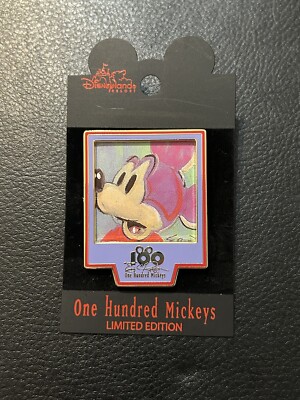 Disneyland
RESORT
100
One Hundred Mickeys
One Hundred Mickeys
LIMITED EDITION